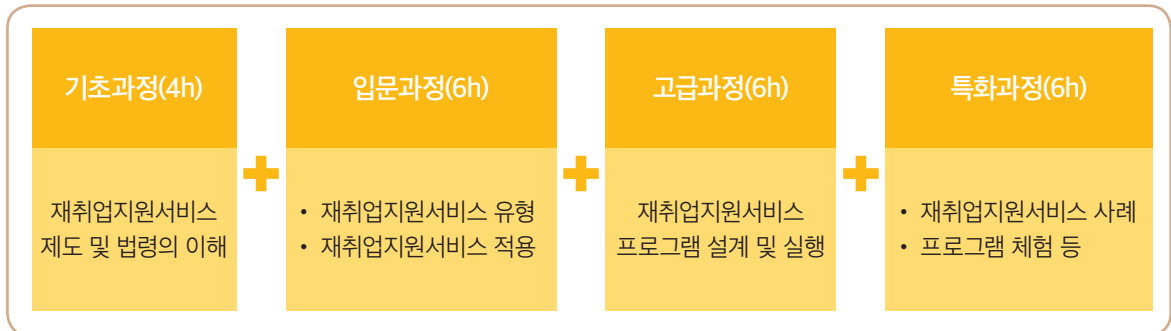 기초과정(4h)
재취업지원서비스
제도 및 법령의 이해
입문과정(6h)
• 재취업지원서비스 유형
• 재취업지원서비스 적용
고급과정(6h)
재취업지원서비스
프로그램 설계 및 실행
특화과정(6h)
• 재취업지원서비스 사례
• 프로그램 체험 등